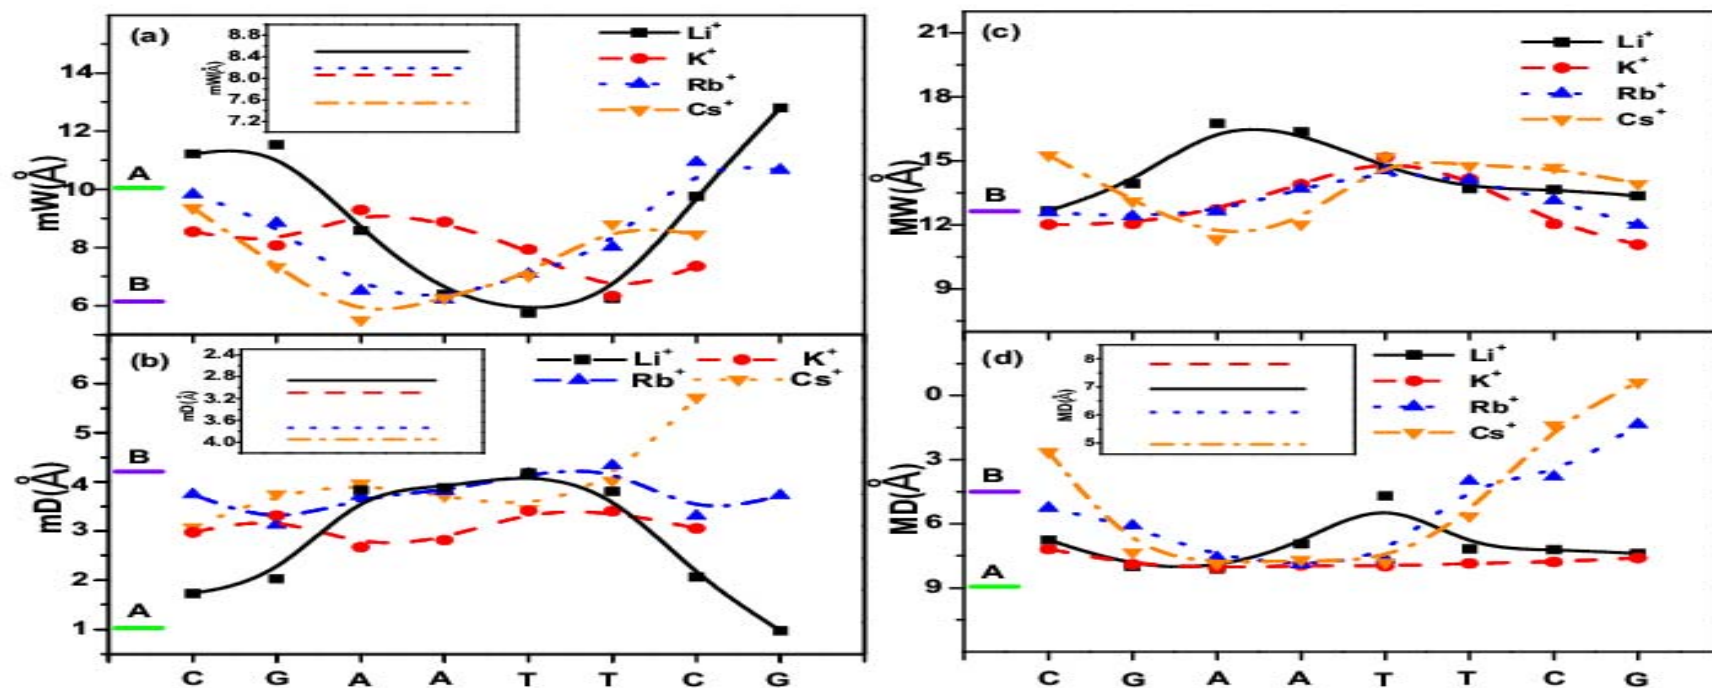 (a)
8.8
8.4
8.0
7.6
7.2
mW(Å)
Li⁺
K⁺
Rb⁺
Cs⁺
14
12
10
8
6
mW(Å)
A
B
(b)
2.4
2.8
3.2
3.6
4.0
mD(Å)
Li⁺ K⁺
Rb⁺ Cs⁺
6
5
4
3
2
1
mD(Å)
B
A
C G A A T T C G
(c)
Li⁺
K⁺
Rb⁺
Cs⁺
21
18
15
12
9
MW(Å)
B
(d)
8
7
6
5
MD(Å)
Li⁺
K⁺
Rb⁺
Cs⁺
0
3
6
9
MD(Å)
B
A
C G A A T T C G